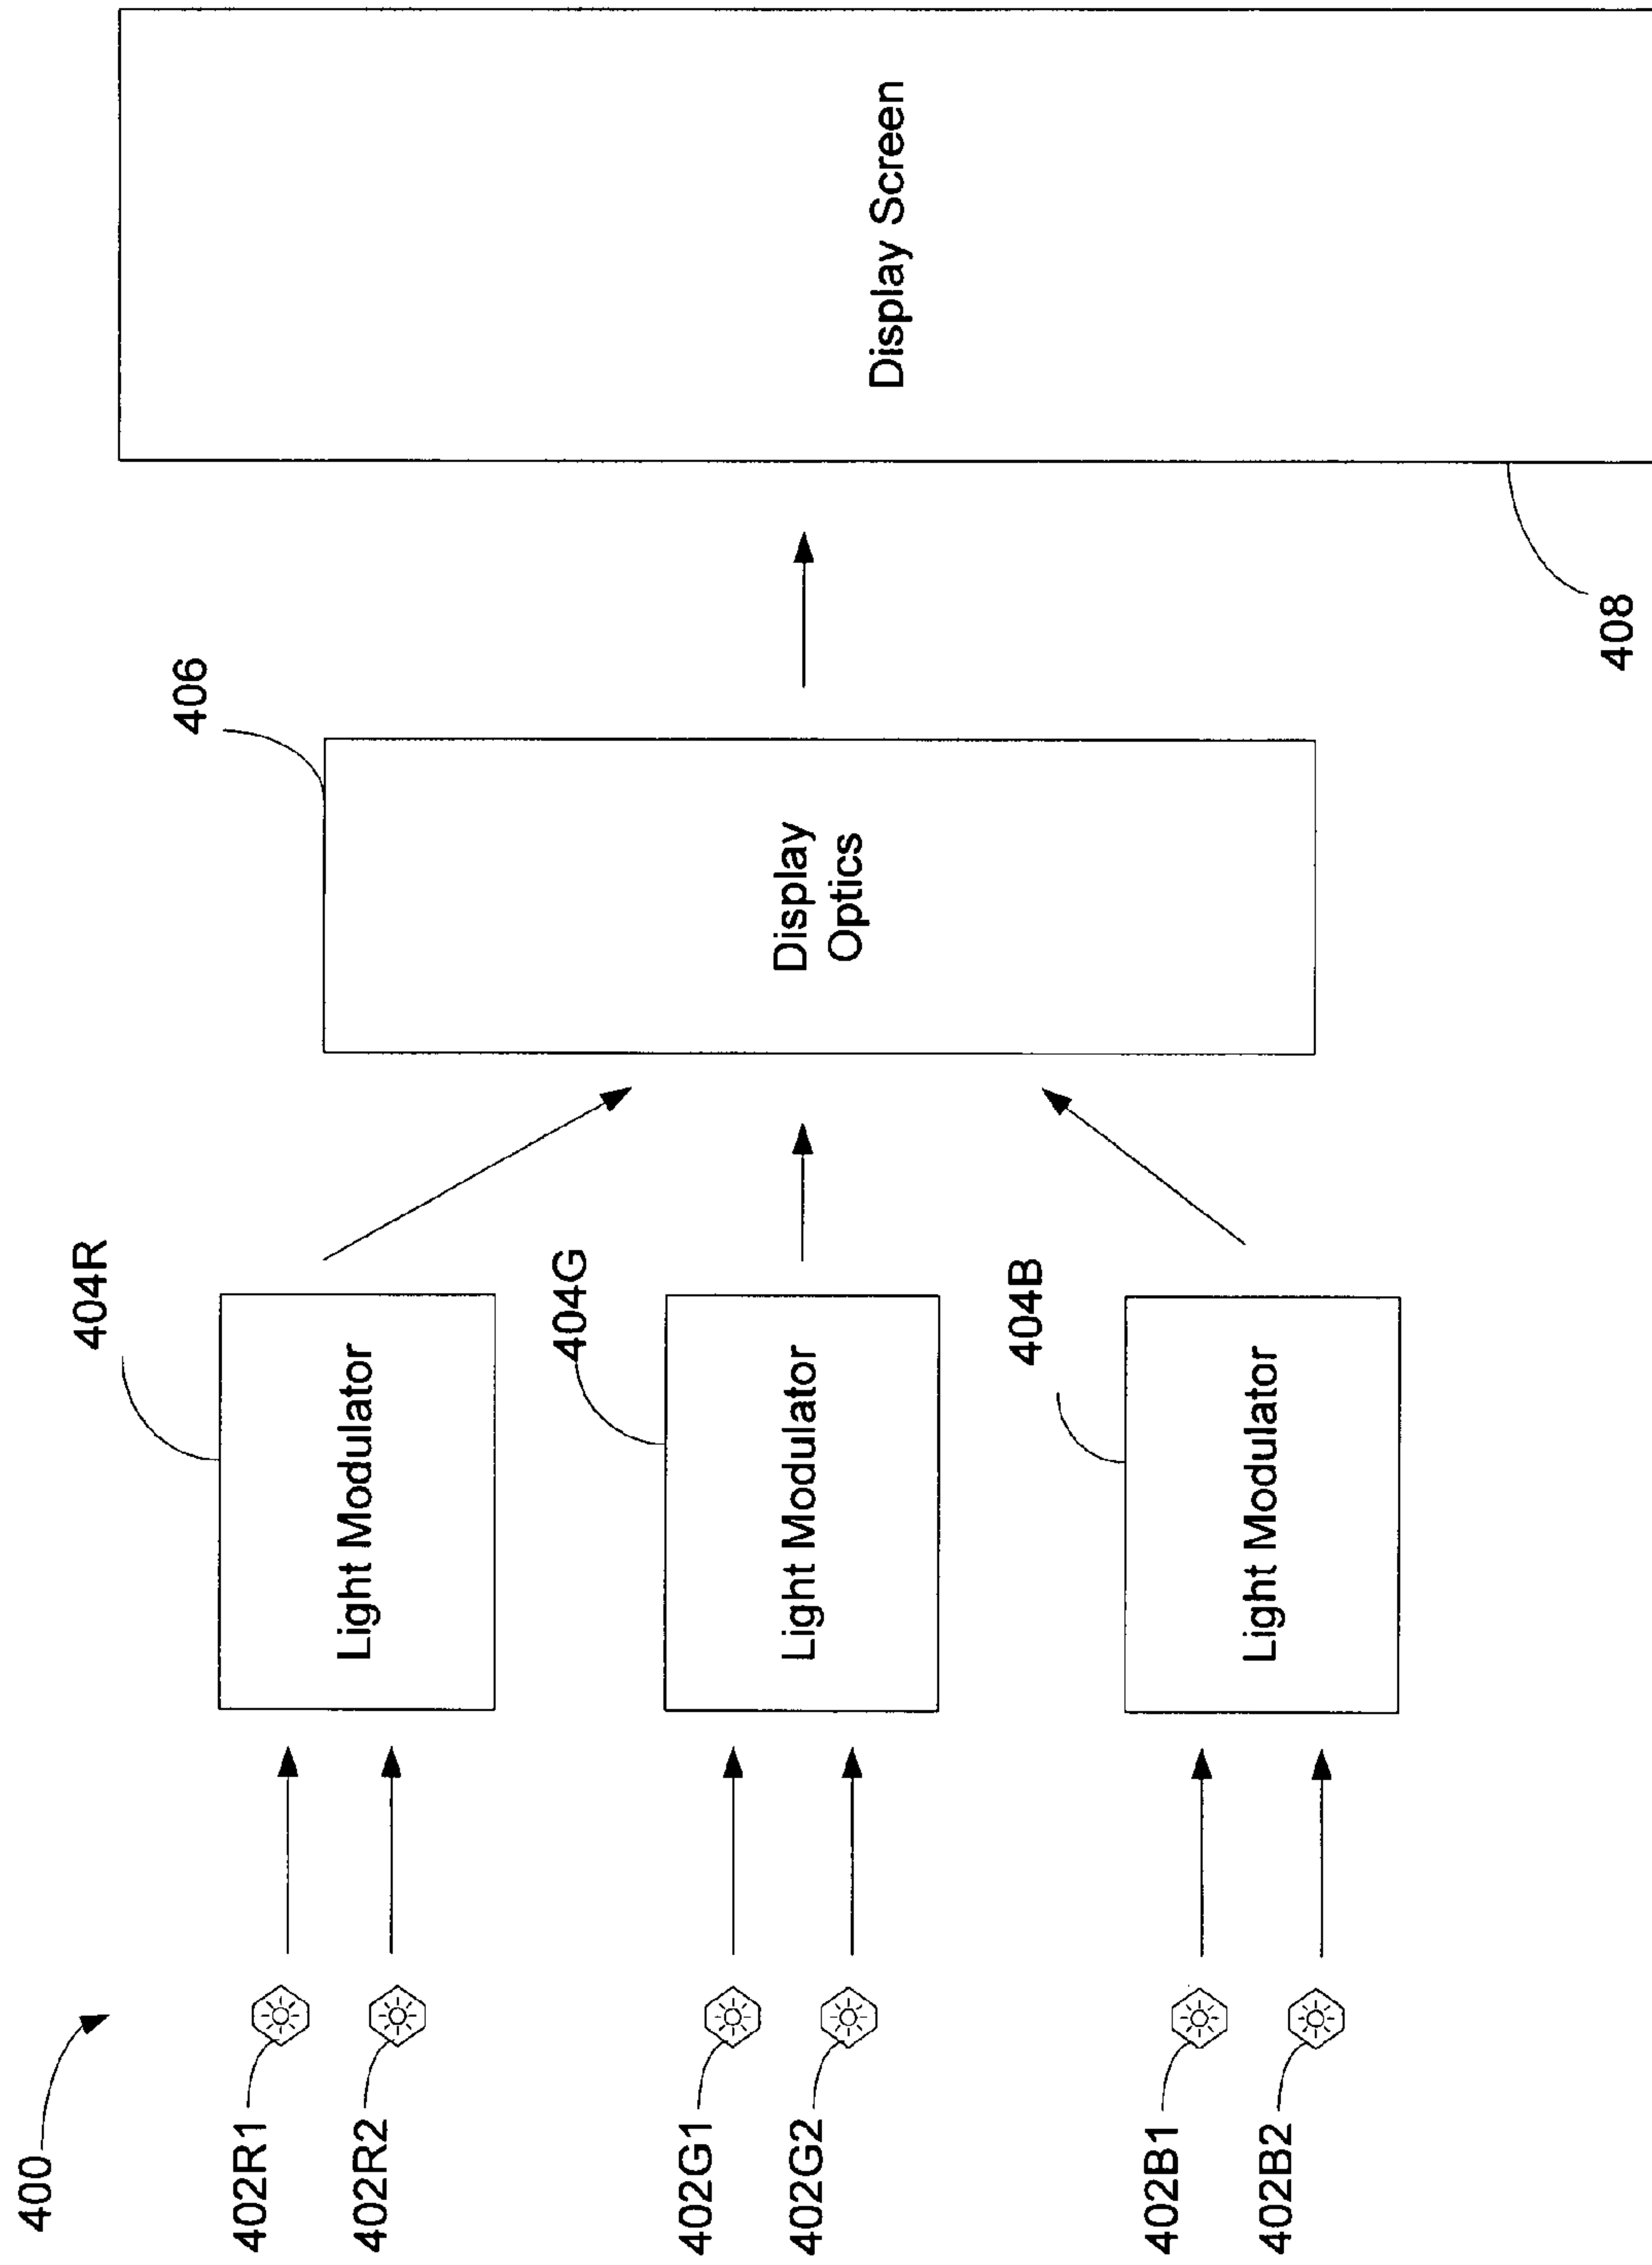 400
402R1
402R2
402G1
402G2
402B1
402B2
404R
Light Modulator
404G
Light Modulator
404B
Light Modulator
406
Display
Optics
Display Screen
408